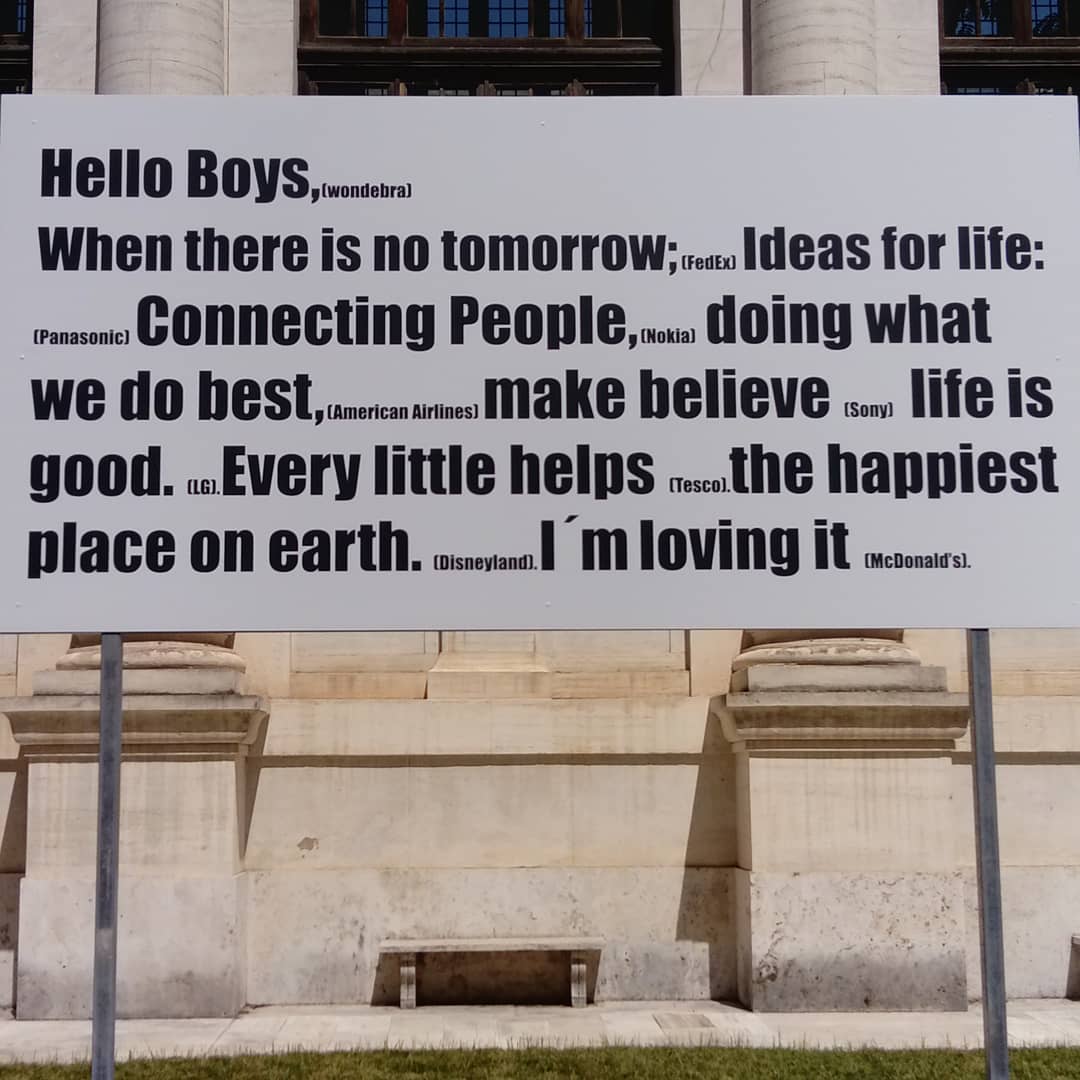 Hello Boys,(wondebra)
When there is no tomorrow;(FedEx) Ideas for life:
(Panasonic) Connecting People,(Nokia) doing what
we do best,(American Airlines) make believe (Sony) life is
good. (LG).Every little helps (Tesco).the happiest
place on earth. (Disneyland).I´m loving it (McDonald's).